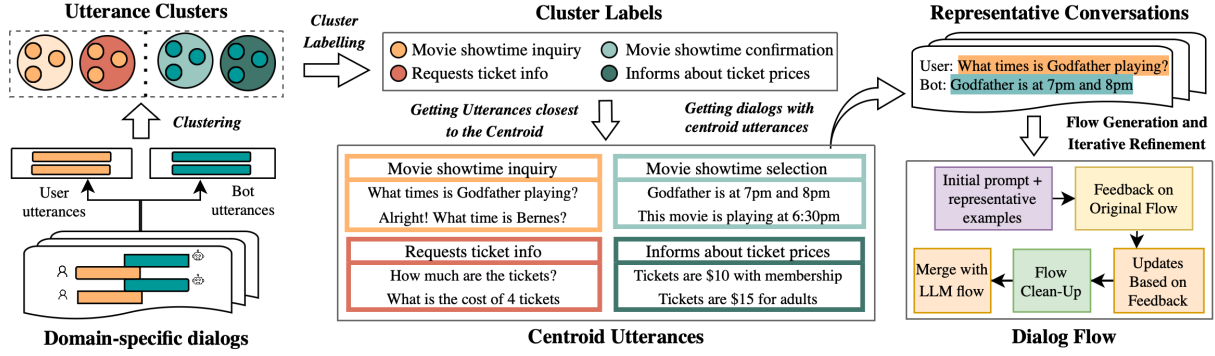 Utterance Clusters
Clustering
User
utterances
Bot
utterances
Domain-specific dialogs
Cluster
Labelling
Cluster Labels
Movie showtime inquiry
Movie showtime confirmation
Requests ticket info
Informs about ticket prices
Getting Utterances closest
to the Centroid
Getting dialogs with
centroid utterances
Movie showtime inquiry
What times is Godfather playing?
Alright! What time is Bernes?
Movie showtime selection
Godfather is at 7pm and 8pm
This movie is playing at 6:30pm
Requests ticket info
How much are the tickets?
What is the cost of 4 tickets
Informs about ticket prices
Tickets are $10 with membership
Tickets are $15 for adults
Centroid Utterances
Representative Conversations
User: What times is Godfather playing?
Bot: Godfather is at 7pm and 8pm
Flow Generation and
Iterative Refinement
Initial prompt +
representative
examples
Feedback on
Original Flow
Updates
Based on
Feedback
Flow
Clean-Up
Merge with
LLM flow
Dialog Flow